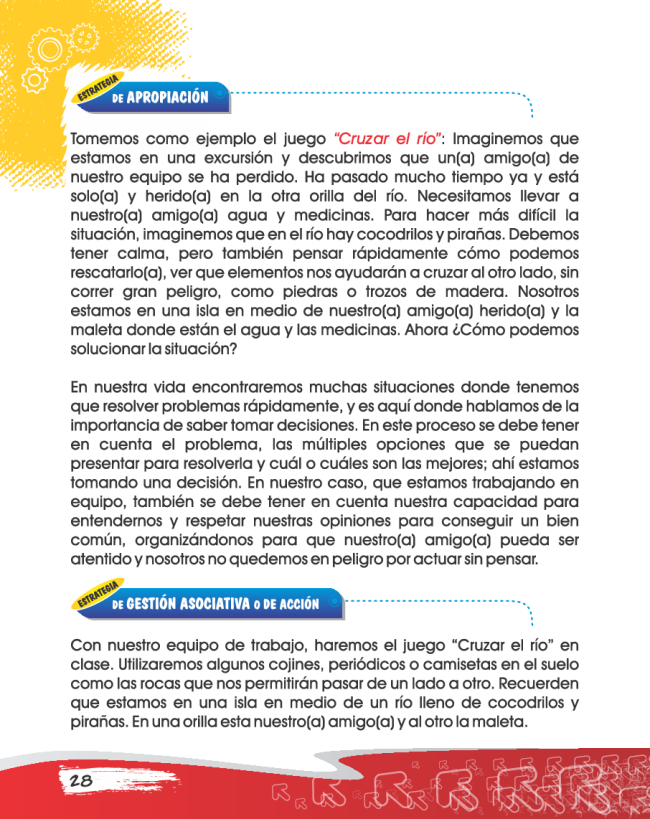 ESTRATEGIA
DE APROPIACIÓN
Tomemos como ejemplo el juego "Cruzar el río": Imaginemos que
estamos en una excursión y descubrimos que un(a) amigo(a) de
nuestro equipo se ha perdido. Ha pasado mucho tiempo ya y está
solo(a) y herido(a) en la otra orilla del río. Necesitamos llevar a
nuestro(a) amigo(a) agua y medicinas. Para hacer más difícil la
situación, imaginemos que en el río hay cocodrilos y pirañas. Debemos
tener calma, pero también pensar rápidamente cómo podemos
rescatarlo(a), ver que elementos nos ayudarán a cruzar al otro lado, sin
correr gran peligro, como piedras o trozos de madera. Nosotros
estamos en una isla en medio de nuestro(a) amigo(a) herido(a) y la
maleta donde están el agua y las medicinas. Ahora ¿Cómo podemos
solucionar la situación?
En nuestra vida encontraremos muchas situaciones donde tenemos
que resolver problemas rápidamente, y es aquí donde hablamos de la
importancia de saber tomar decisiones. En este proceso se debe tener
en cuenta el problema, las múltiples opciones que se puedan
presentar para resolverla y cuál o cuáles son las mejores; ahí estamos
tomando una decisión. En nuestro caso, que estamos trabajando en
equipo, también se debe tener en cuenta nuestra capacidad para
entendernos y respetar nuestras opiniones para conseguir un bien
común, organizándonos para que nuestro(a) amigo(a) pueda ser
atentido y nosotros no quedemos en peligro por actuar sin pensar.
ESTRATEGIA
DE GESTIÓN ASOCIATIVA O DE ACCIÓN
Con nuestro equipo de trabajo, haremos el juego "Cruzar el río" en
clase. Utilizaremos algunos cojines, periódicos o camisetas en el suelo
como las rocas que nos permitirán pasar de un lado a otro. Recuerden
que estamos en una isla en medio de un río lleno de cocodrilos y
pirañas. En una orilla esta nuestro(a) amigo(a) y al otro la maleta.
28